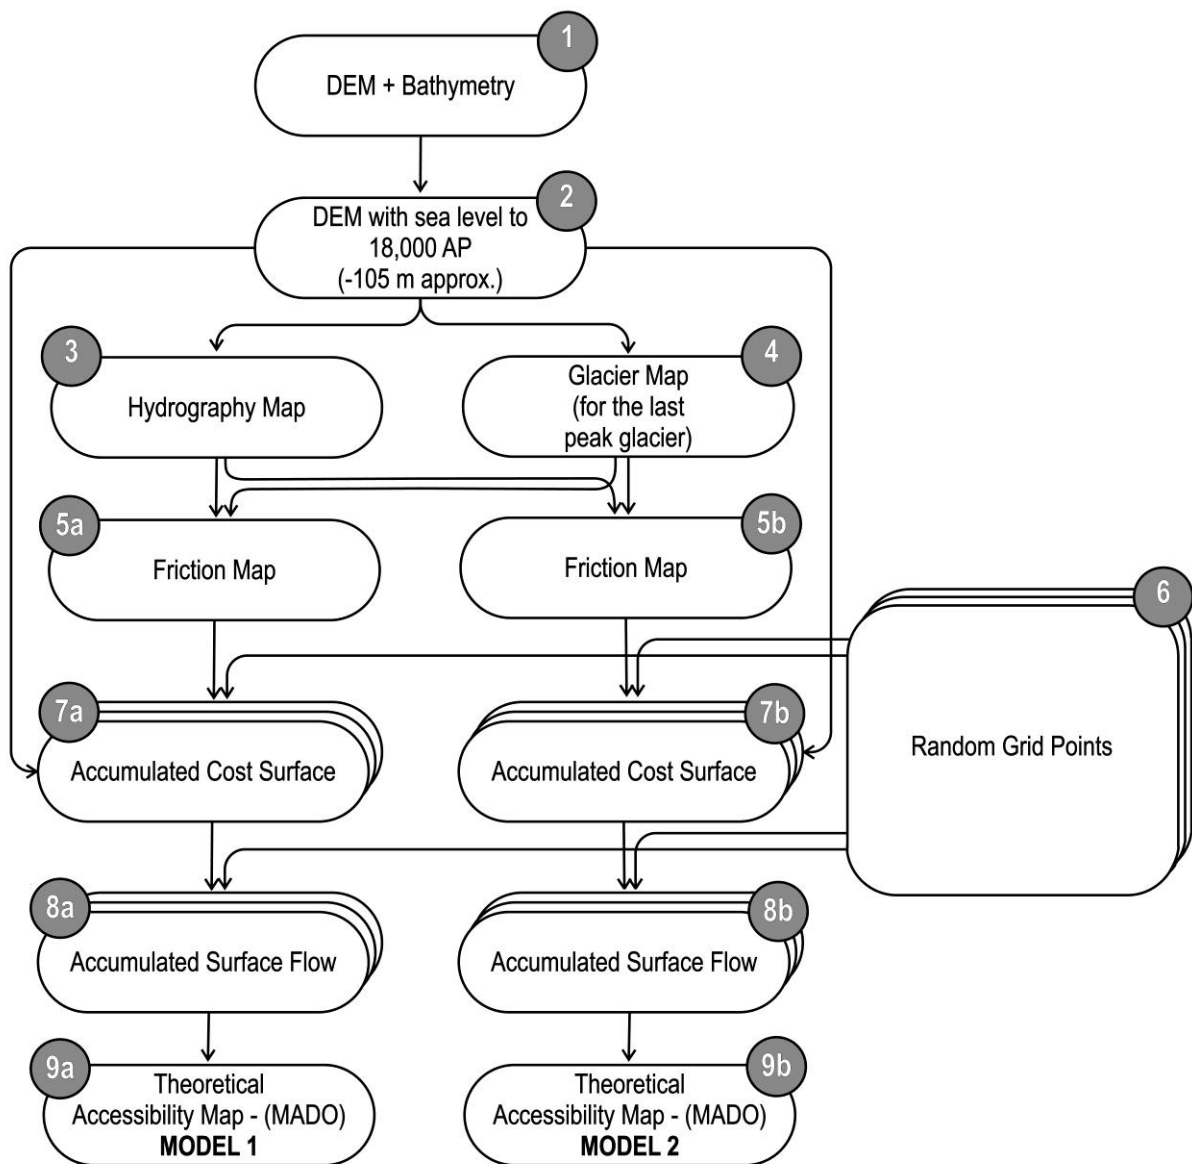 1
DEM + Bathymetry
2
DEM with sea level to
18,000 AP
(-105 m approx.)
3
Hydrography Map
4
Glacier Map
(for the last
peak glacier)
5a
Friction Map
5b
Friction Map
6
Random Grid Points
7a
Accumulated Cost Surface
7b
Accumulated Cost Surface
8a
Accumulated Surface Flow
8b
Accumulated Surface Flow
9a
Theoretical
Accessibility Map - (MADO)
MODEL 1
9b
Theoretical
Accessibility Map - (MADO)
MODEL 2